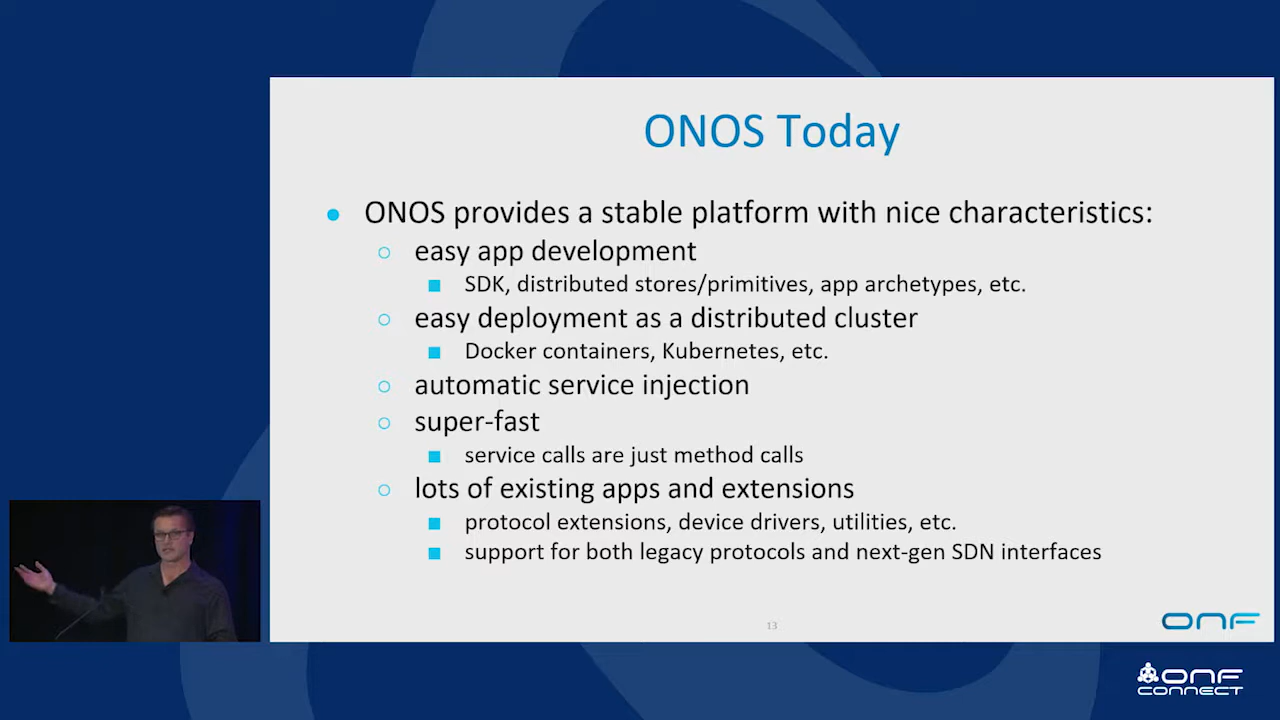 ONOS Today
ONOS provides a stable platform with nice characteristics:
easy app development
SDK, distributed stores/primitives, app archetypes, etc.
easy deployment as a distributed cluster
Docker containers, Kubernetes, etc.
automatic service injection
super-fast
service calls are just method calls
lots of existing apps and extensions
protocol extensions, device drivers, utilities, etc.
support for both legacy protocols and next-gen SDN interfaces
13
ONF
ONF
CONNECT